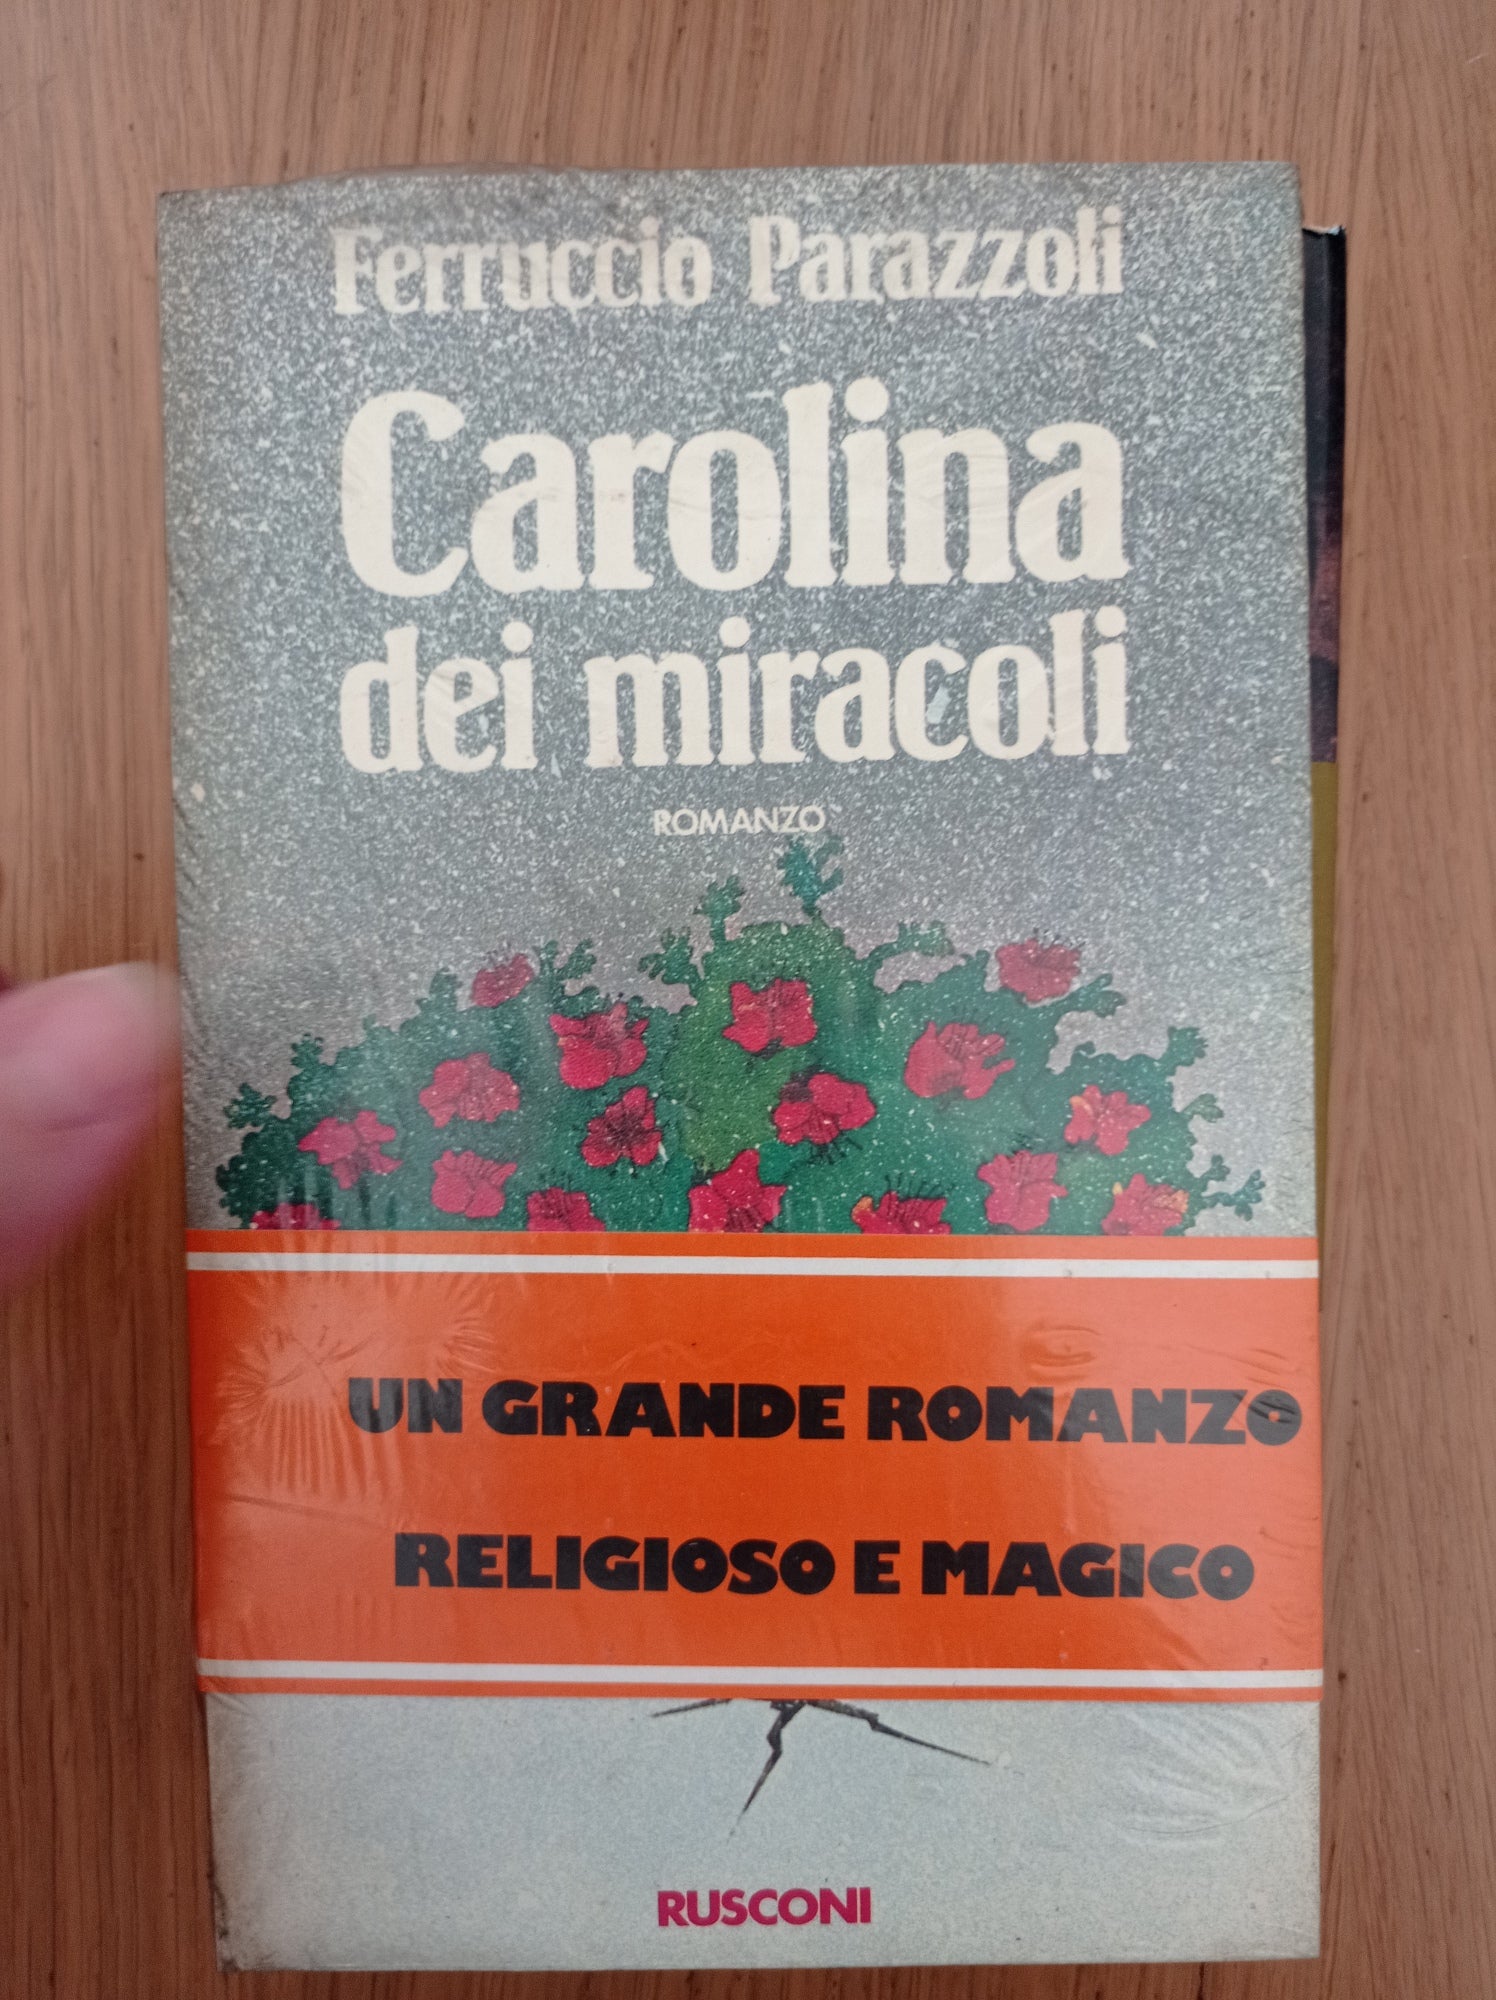 Ferruccio Parazzoli
Carolina
dei miracoli
ROMANZO
UN GRANDE ROMANZO
RELIGIOSO E MAGICO
RUSCONI